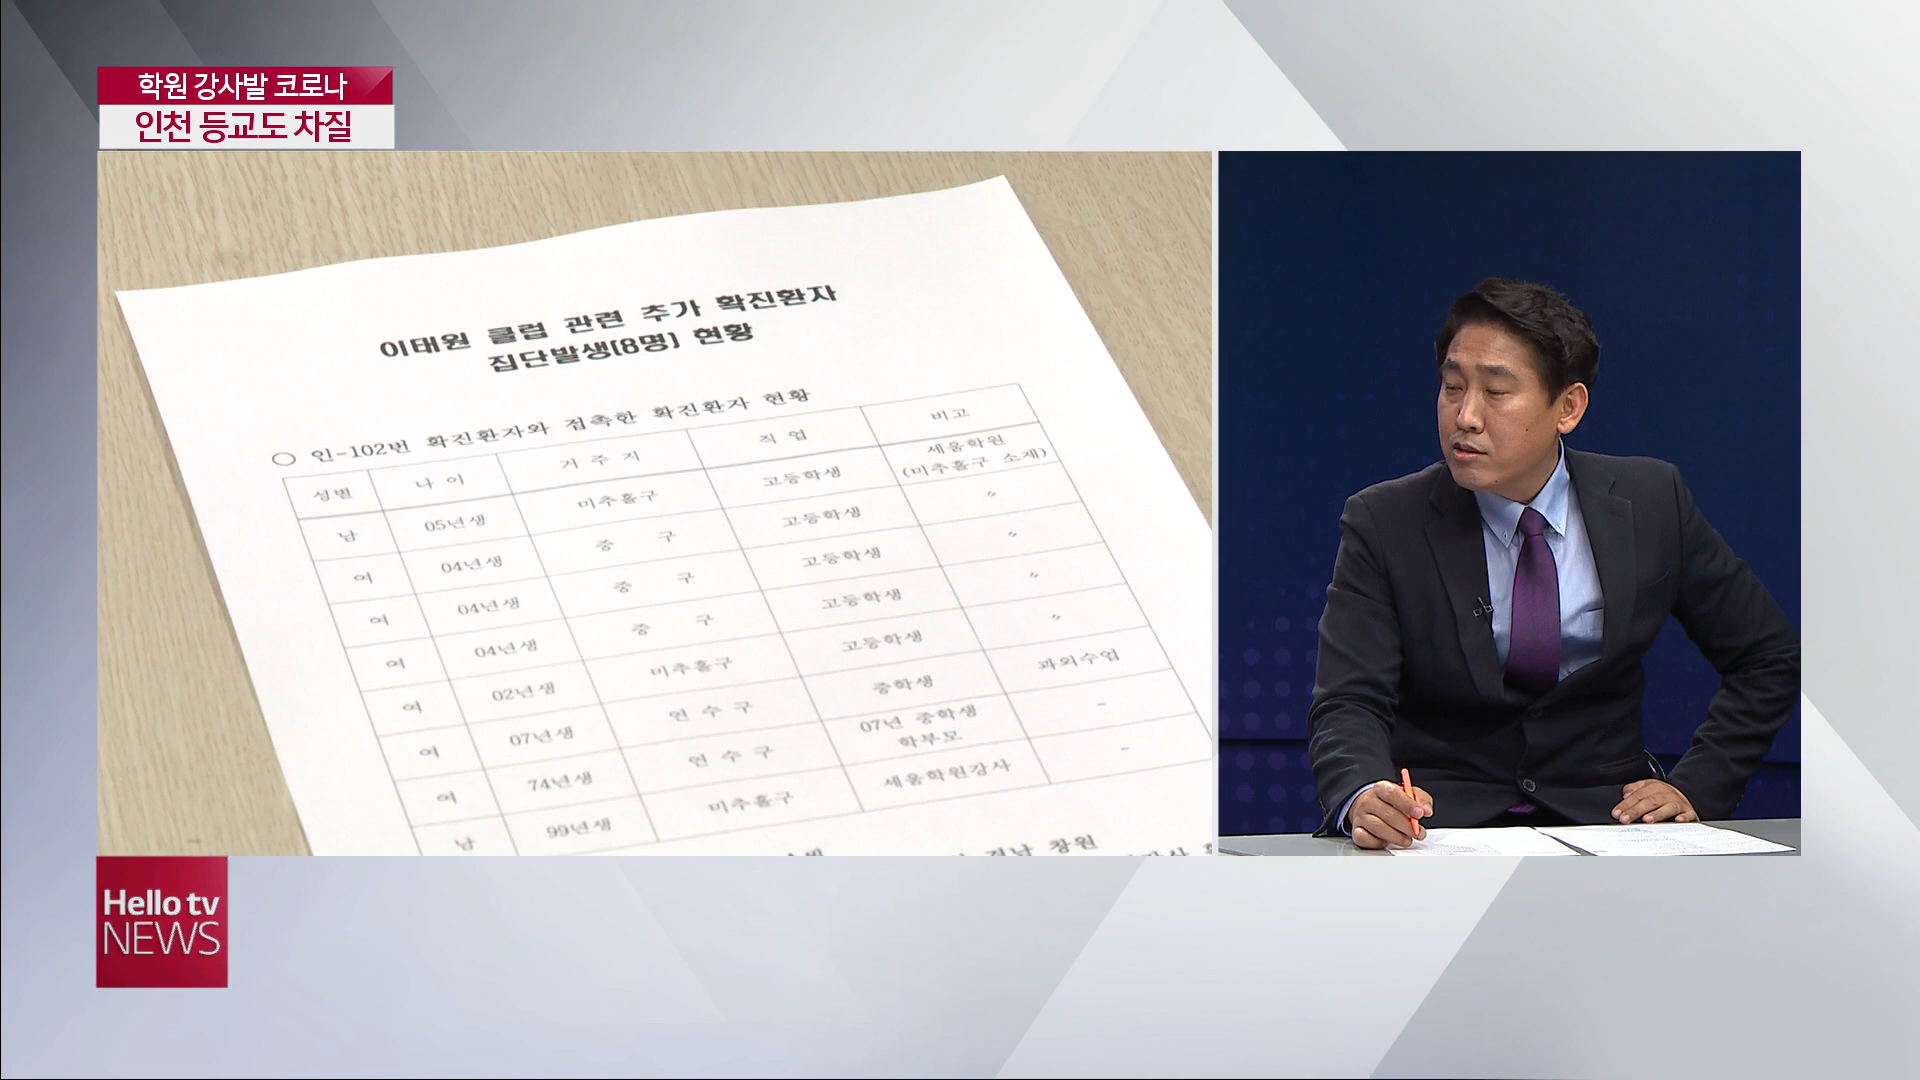 학원 강사발 코로나
인천 등교도 차질
이태원 클럽 관련 추가 확진환자
집단발생(8명) 현황
○ 인-102번 확진환자와 접촉한 확진환자 현황
성별 나이 거주지 직업 비고
남 05년생 미추홀구 고등학생 세움학원
(미추홀구 소재)
여 04년생 중 구 고등학생 〃
여 04년생 중 구 고등학생 〃
여 04년생 중 구 고등학생 〃
여 02년생 미추홀구 고등학생 〃
여 07년생 연수구 중학생 과외수업
여 74년생 연수구 07년 중학생
학부모 -
남 99년생 미추홀구 세움학원강사 -
경남 창원
Hello tv
NEWS